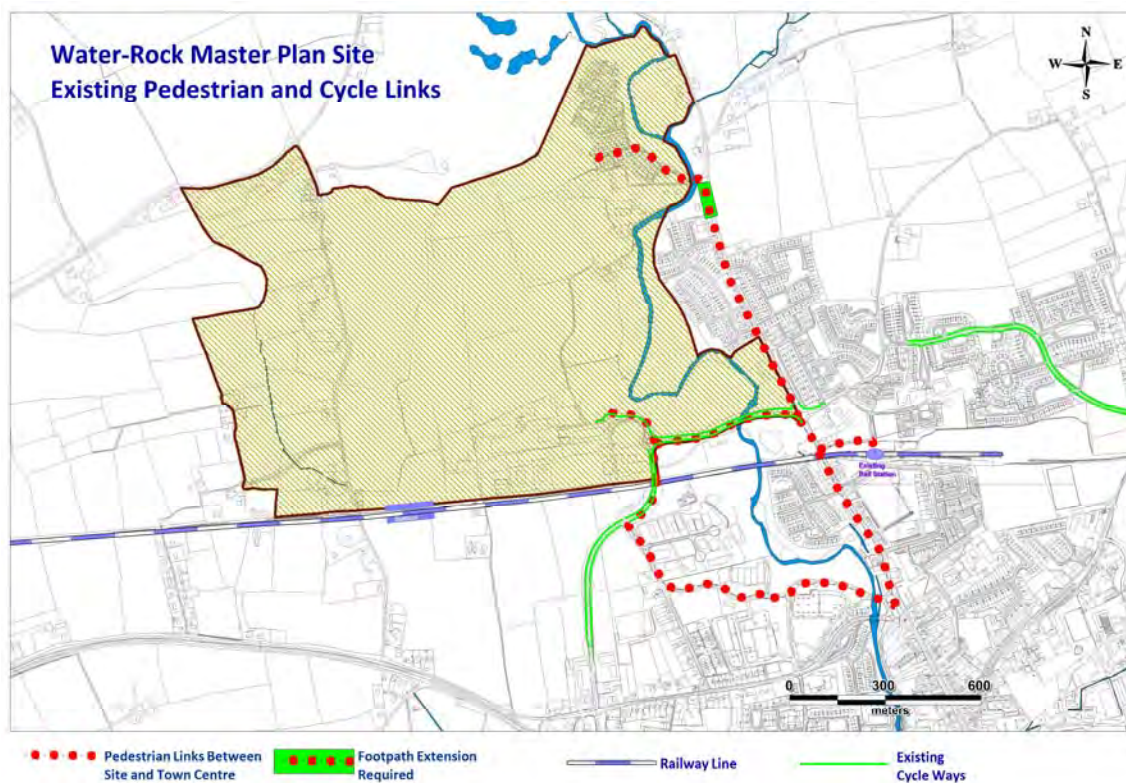 Water-Rock Master Plan Site
Existing Pedestrian and Cycle Links
N
W E
S
Existing
Rail Station
0 300 600
meters
Pedestrian Links Between
Site and Town Centre
Footpath Extension
Required
Railway Line
Existing
Cycle Ways